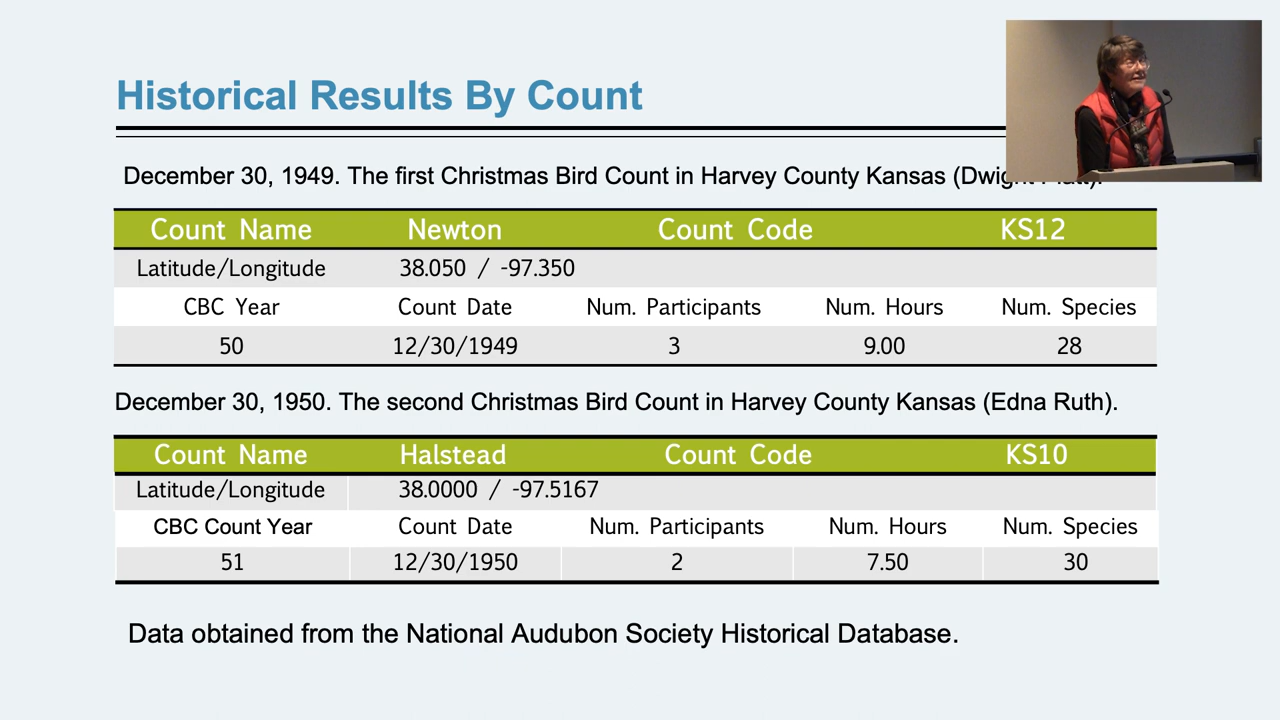 Historical Results By Count
December 30, 1949. The first Christmas Bird Count in Harvey County Kansas
Count Name Newton Count Code KS12
Latitude/Longitude 38.050 / -97.350
CBC Year Count Date Num. Participants Num. Hours Num. Species
50 12/30/1949 3 9.00 28
December 30, 1950. The second Christmas Bird Count in Harvey County Kansas (Edna Ruth).
Count Name Halstead Count Code KS10
Latitude/Longitude 38.0000 / -97.5167
CBC Count Year Count Date Num. Participants Num. Hours Num. Species
51 12/30/1950 2 7.50 30
Data obtained from the National Audubon Society Historical Database.